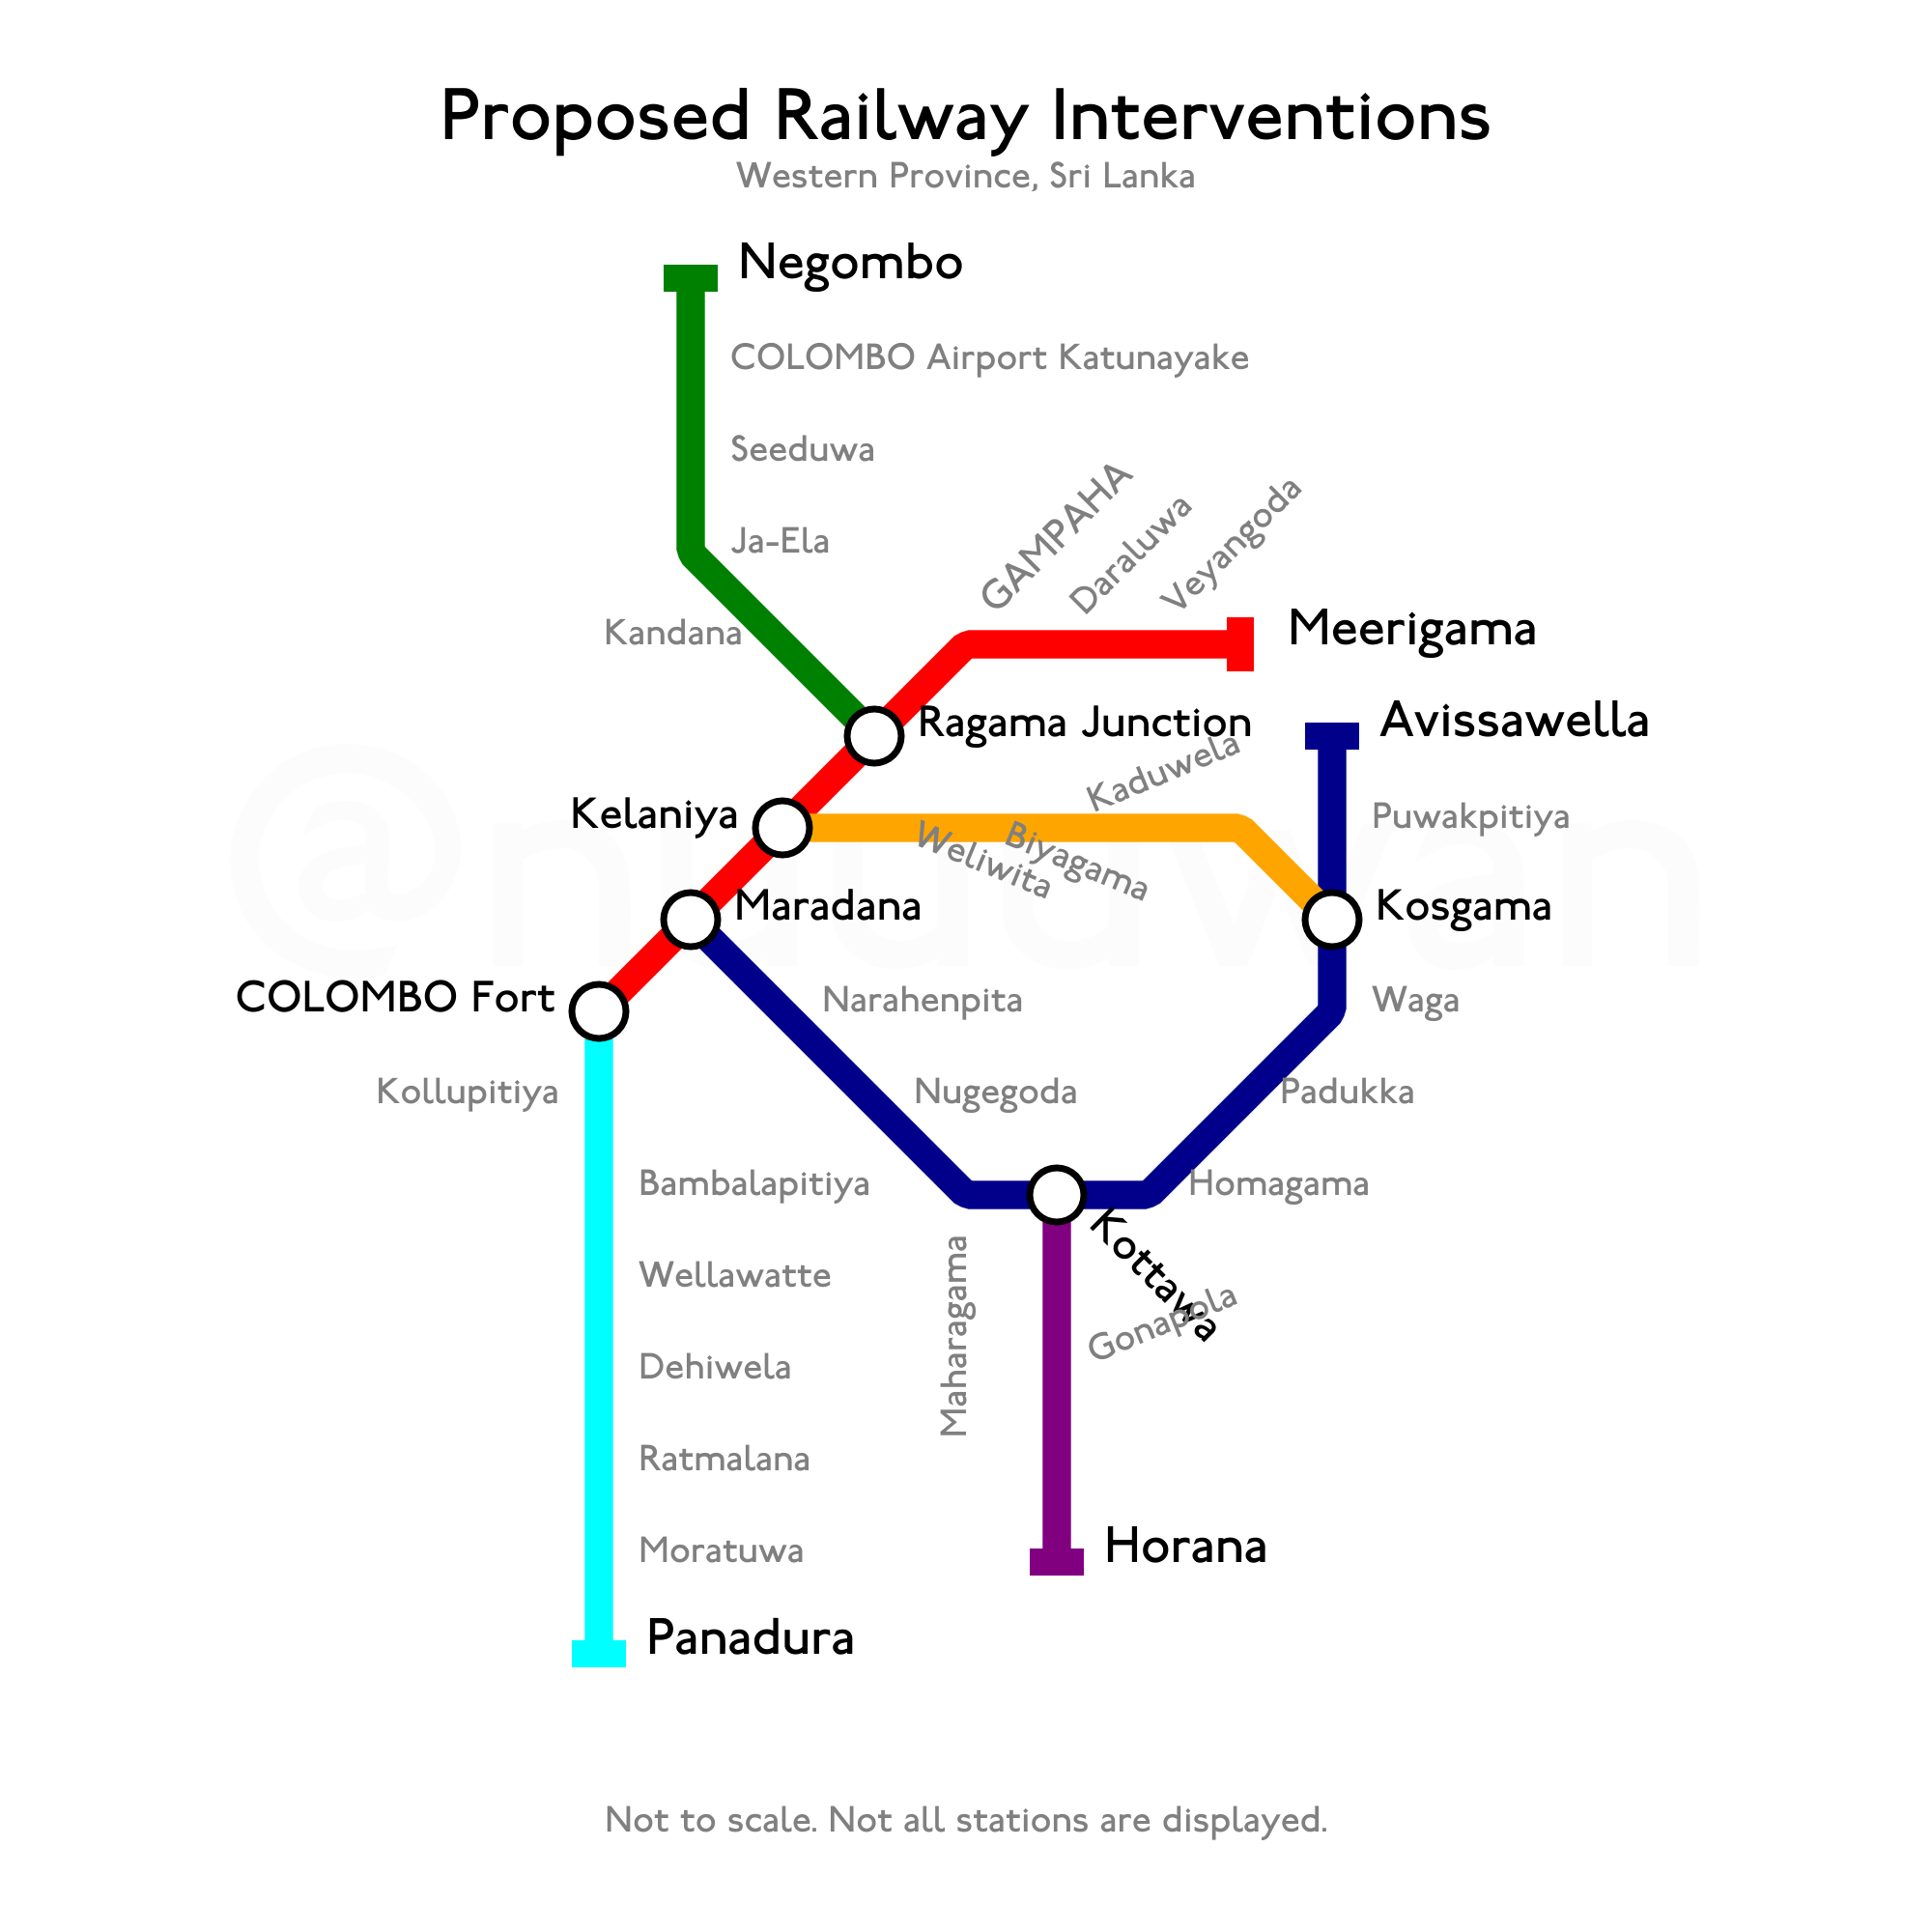 Proposed Railway Interventions
Western Province, Sri Lanka
Negombo
COLOMBO Airport Katunayake
Seeduwa
Ja-Ela
Kandana
GAMPAHA
Daraluwa
Veyangoda
Meerigama
Ragama Junction
Avissawella
Kaduwela
Kelaniya
Weliwita
Biyagama
Puwakpitiya
Maradana
Kosgama
COLOMBO Fort
Narahenpita
Waga
Kollupitiya
Nugegoda
Padukka
Bambalapitiya
Homagama
Kottawa
Maharagama
Gonapola
Wellawatte
Dehiwela
Ratmalana
Moratuwa
Horana
Panadura
Not to scale. Not all stations are displayed.